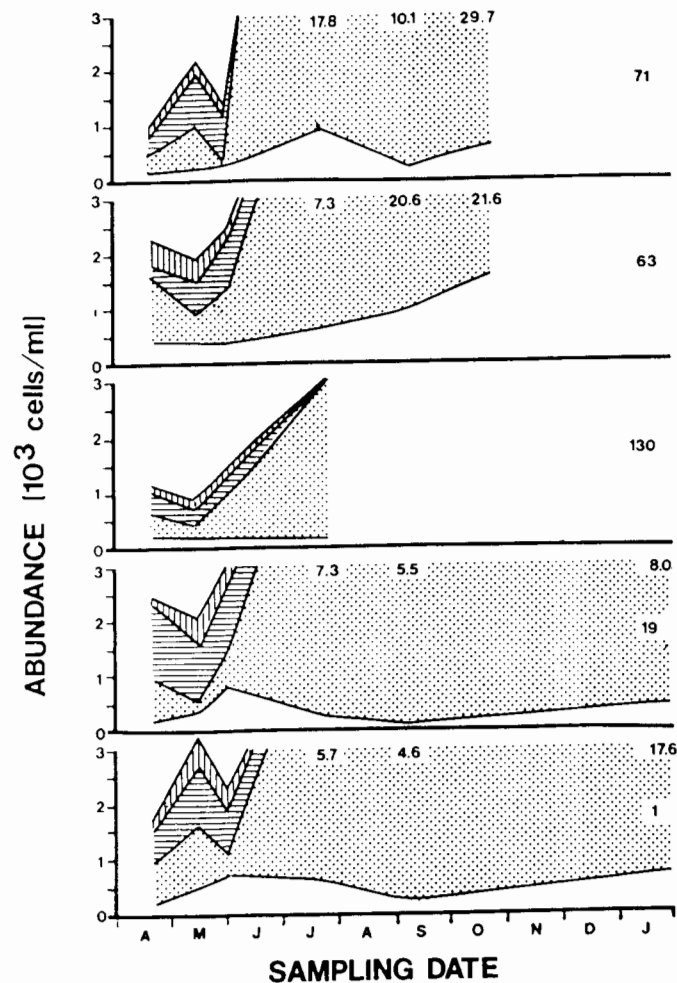 3 17.8 10.1 29.7
2 71
1
0
3 7.3 20.6 21.6
2 63
1
0
3
2 130
1
0
3 7.3 5.5 8.0
2 19
1
0
3 5.7 4.6 17.6
2 1
1
0
A M J J A S O N D J
SAMPLING DATE
ABUNDANCE [10³ cells/ml]